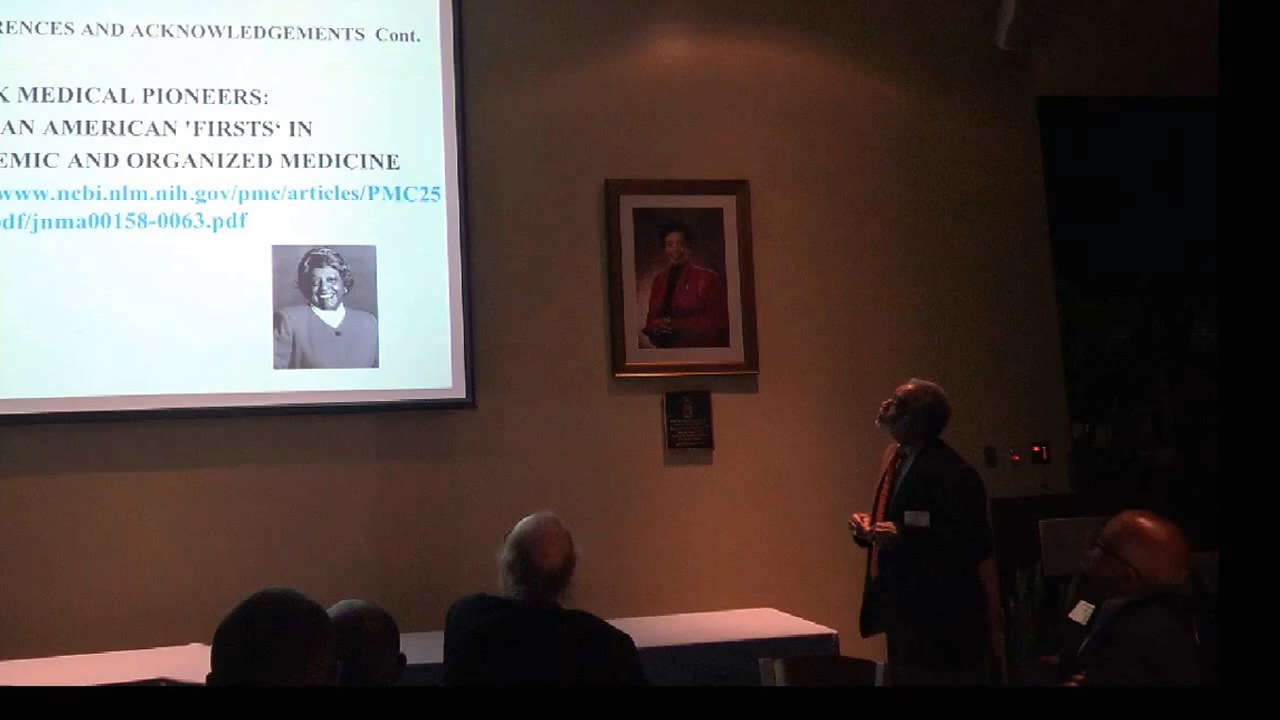 RENCES AND ACKNOWLEDGEMENTS Cont.
K MEDICAL PIONEERS:
AN AMERICAN 'FIRSTS‘ IN
EMIC AND ORGANIZED MEDICINE
www.ncbi.nlm.nih.gov/pmc/articles/PMC25
df/jnma00158-0063.pdf